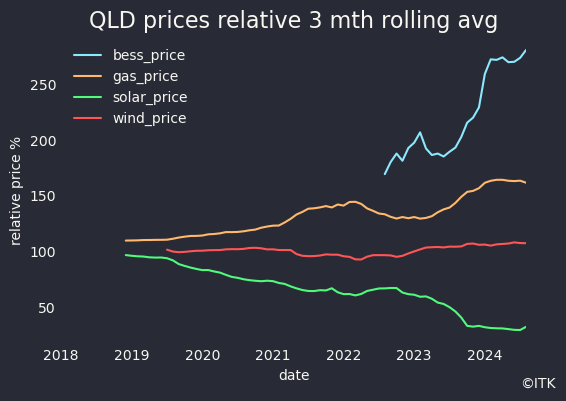 QLD prices relative 3 mth rolling avg
bess_price
gas_price
solar_price
wind_price
relative price %
250
200
150
100
50
2018 2019 2020 2021 2022 2023 2024
date
©ITK